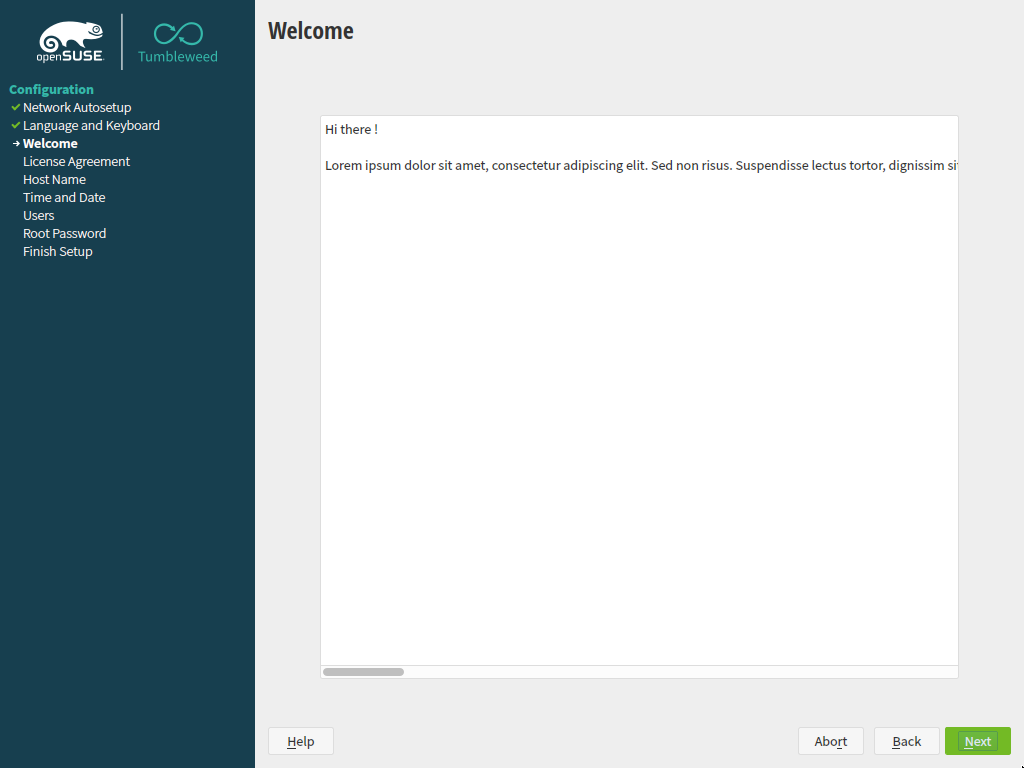 openSUSE
Tumbleweed
Configuration
Network Autosetup
Language and Keyboard
Welcome
License Agreement
Host Name
Time and Date
Users
Root Password
Finish Setup
Welcome
Hi there !
Lorem ipsum dolor sit amet, consectetur adipiscing elit. Sed non risus. Suspendisse lectus tortor, dignissim si
Help
Abort
Back
Next